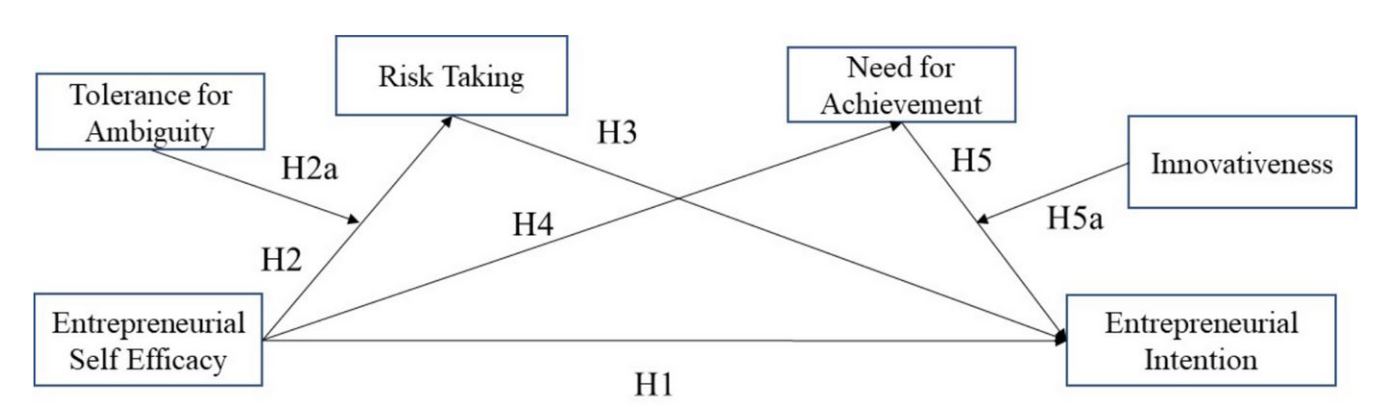 Risk Taking
Need for
Achievement
Tolerance for
Ambiguity
H3
H2a
H5
Innovativeness
H4
H5a
H2
Entrepreneurial
Self Efficacy
Entrepreneurial
Intention
H1